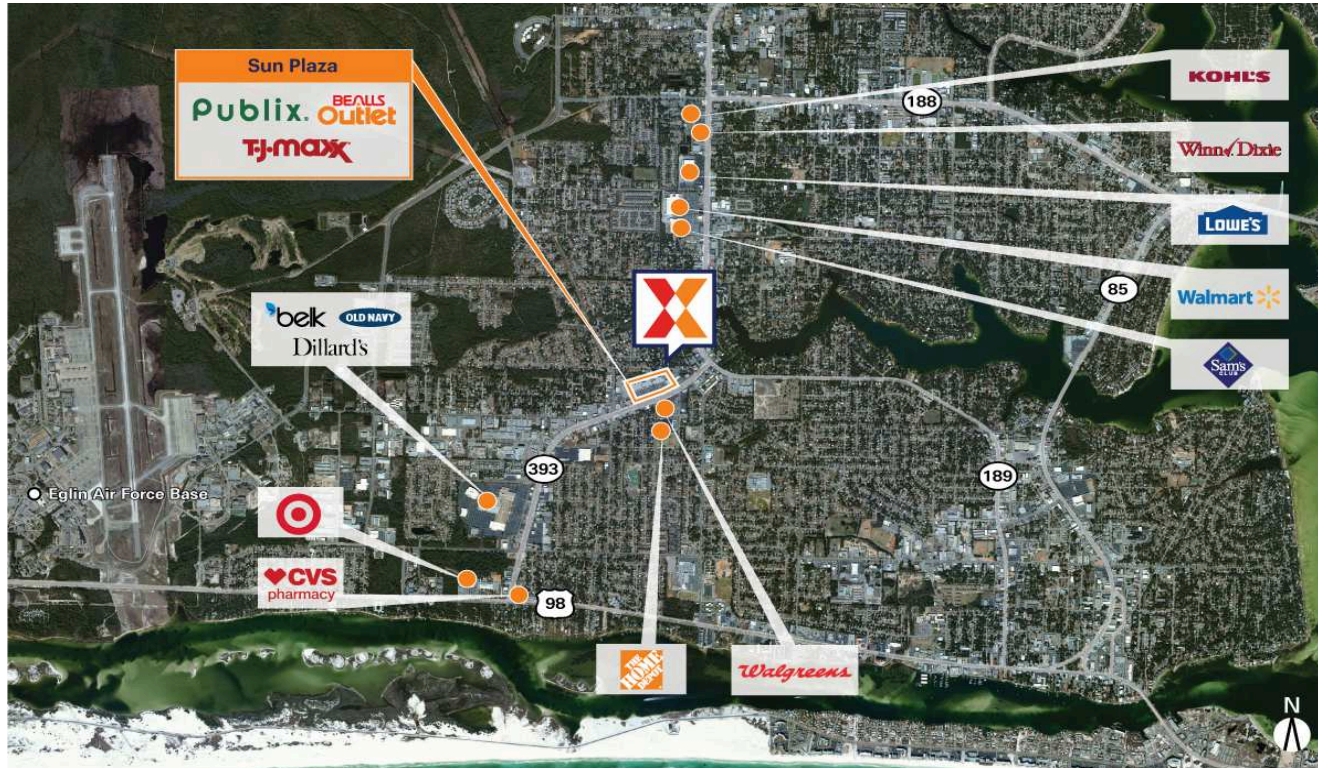 Sun Plaza
Publix.
BEALLS
Outlet
T·J·maxx
KOHL'S
188
Winn Dixie
LOWE'S
Walmart
85
Sam's
CLUB
belk
OLD NAVY
Dillard's
393
189
Eglin Air Force Base
CVS
pharmacy
98
THE
HOME
DEPOT
Walgreens
N